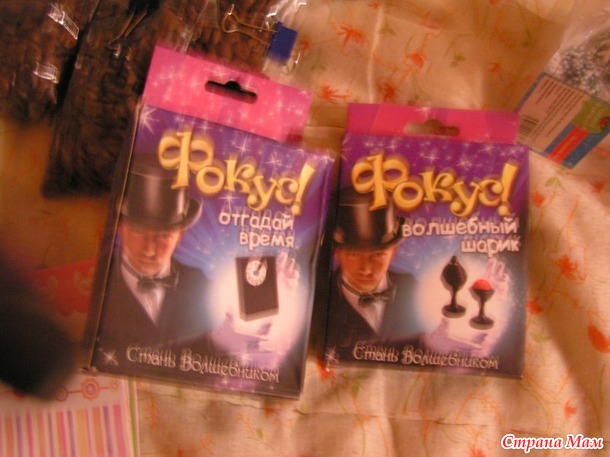 Фокус!
отгадай
время
Стань Волшебником
Фокус!
волшебный
шарик
Стань Волшебником
Страна Мам